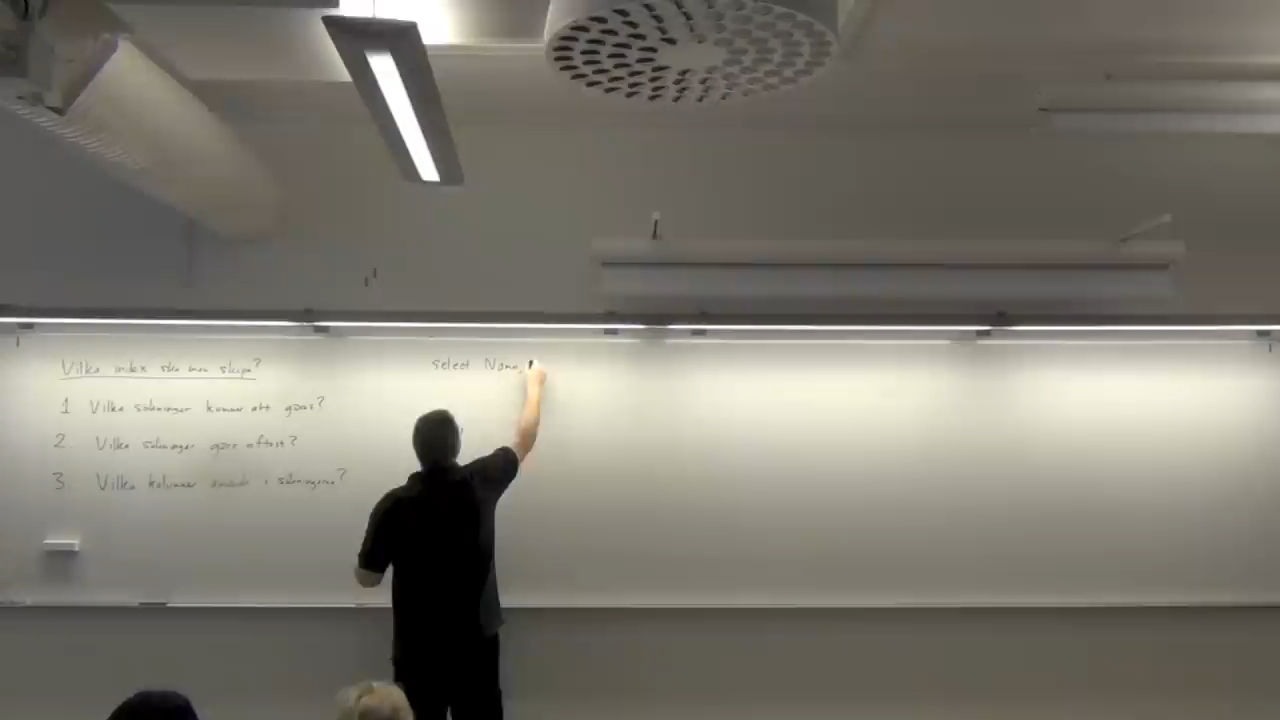 Vilka index ska man skapa?
1 Vilka sökningar kommer att göras?
2. Vilka sökningar görs oftast?
3. Vilka kolumner används i sökningarna?
select Namn,